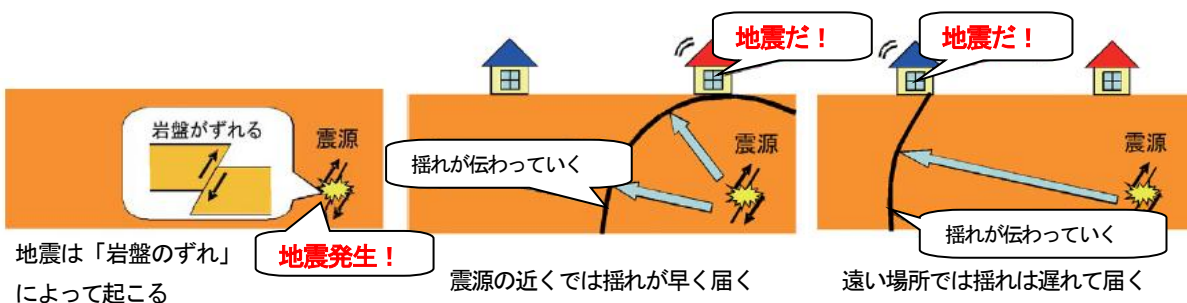 岩盤がずれる
震源
地震発生！
地震は「岩盤のずれ」
によって起こる
地震だ！
揺れが伝わっていく
震源
震源の近くでは揺れが早く届く
地震だ！
震源
揺れが伝わっていく
遠い場所では揺れは遅れて届く